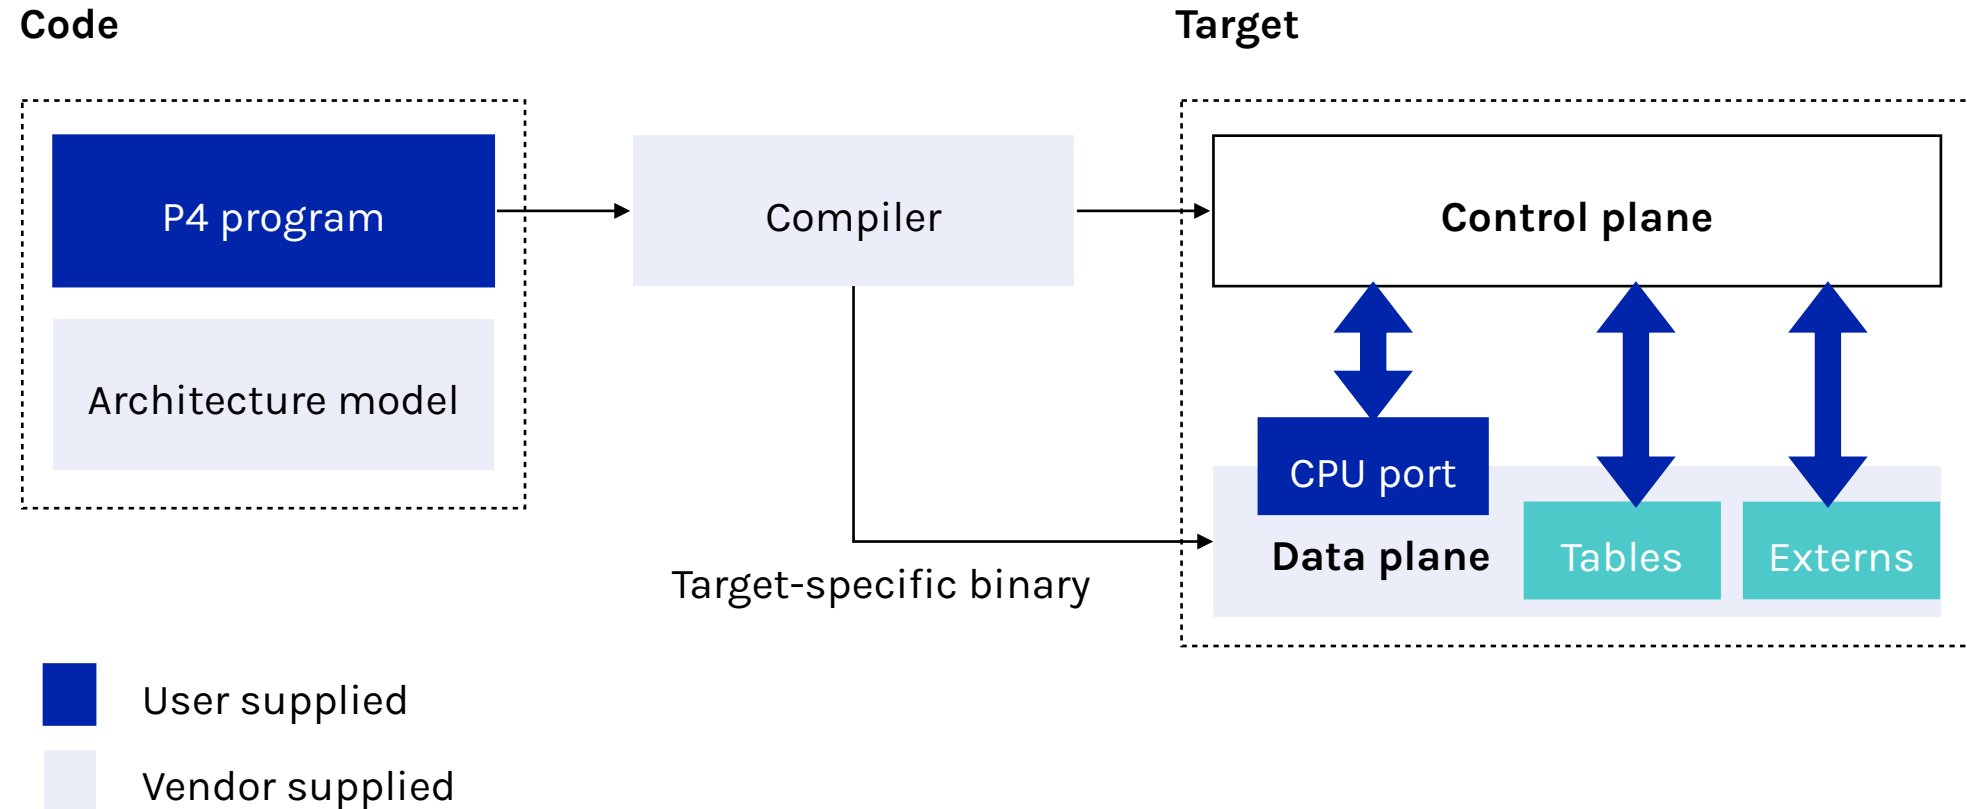 Code
Target
P4 program
Compiler
Control plane
Architecture model
CPU port
Data plane
Tables
Externs
Target-specific binary
User supplied
Vendor supplied